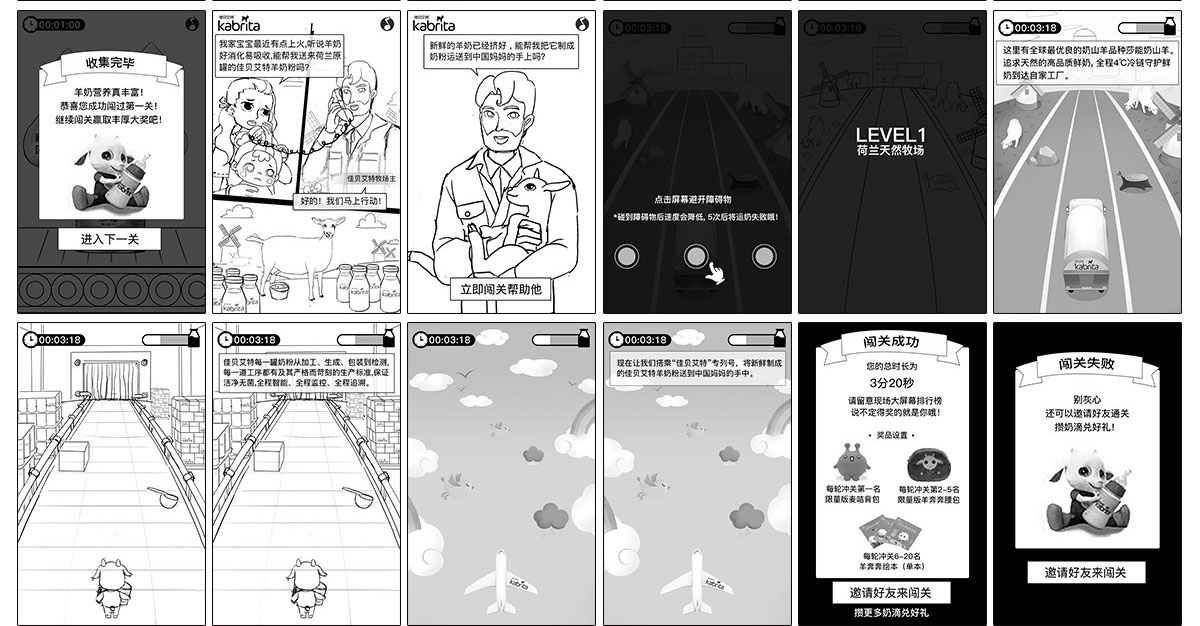 00:01:00
收集完毕
羊奶营养真丰富！
恭喜您成功闯过第一关！
继续闯关赢取丰厚大奖吧！
进入下一关
佳贝艾特
kabrita
我家宝宝最近有点上火,听说羊奶
好消化易吸收,能帮我送来荷兰原
罐的佳贝艾特羊奶粉吗?
佳贝艾特牧场主
好的！我们马上行动！
kabrita
kabrita
kabrita
佳贝艾特
kabrita
新鲜的羊奶已经挤好，能帮我把它制成
奶粉运送到中国妈妈的手上吗?
立即闯关帮助他
00:03:18
点击屏幕避开障碍物
*碰到障碍物后速度会降低, 5次后将运奶失败哦！
00:03:18
LEVEL1
荷兰天然牧场
00:03:18
这里有全球最优良的奶山羊品种莎能奶山羊。
追求天然的高品质鲜奶, 全程4℃冷链守护鲜
奶到达自家工厂。
kabrita
00:03:18
00:03:18
佳贝艾特每一罐奶粉从加工、生成、包装到检测,
每一道工序都有及其产格而苛刻的生产标准,保证
洁净无菌,全程智能、全程监控、全程追溯。
00:03:18
kabrita
00:03:18
现在让我们搭乘“佳贝艾特”专列号，将新鲜制成
的佳贝艾特羊奶粉送到中国妈妈的手中。
kabrita
闯关成功
您的总时长为
3分20秒
请留意现场大屏幕排行榜
说不定得奖的就是你哦！
• 奖品设置 •
每轮冲关第一名
限量版麦咭背包
每轮冲关第2-5名
限量版羊奔奔腰包
每轮冲关6-20名
羊奔奔绘本（单本）
邀请好友来闯关
攒更多奶滴兑好礼
闯关失败
别灰心
还可以邀请好友通关
攒奶滴兑好礼！
邀请好友来闯关